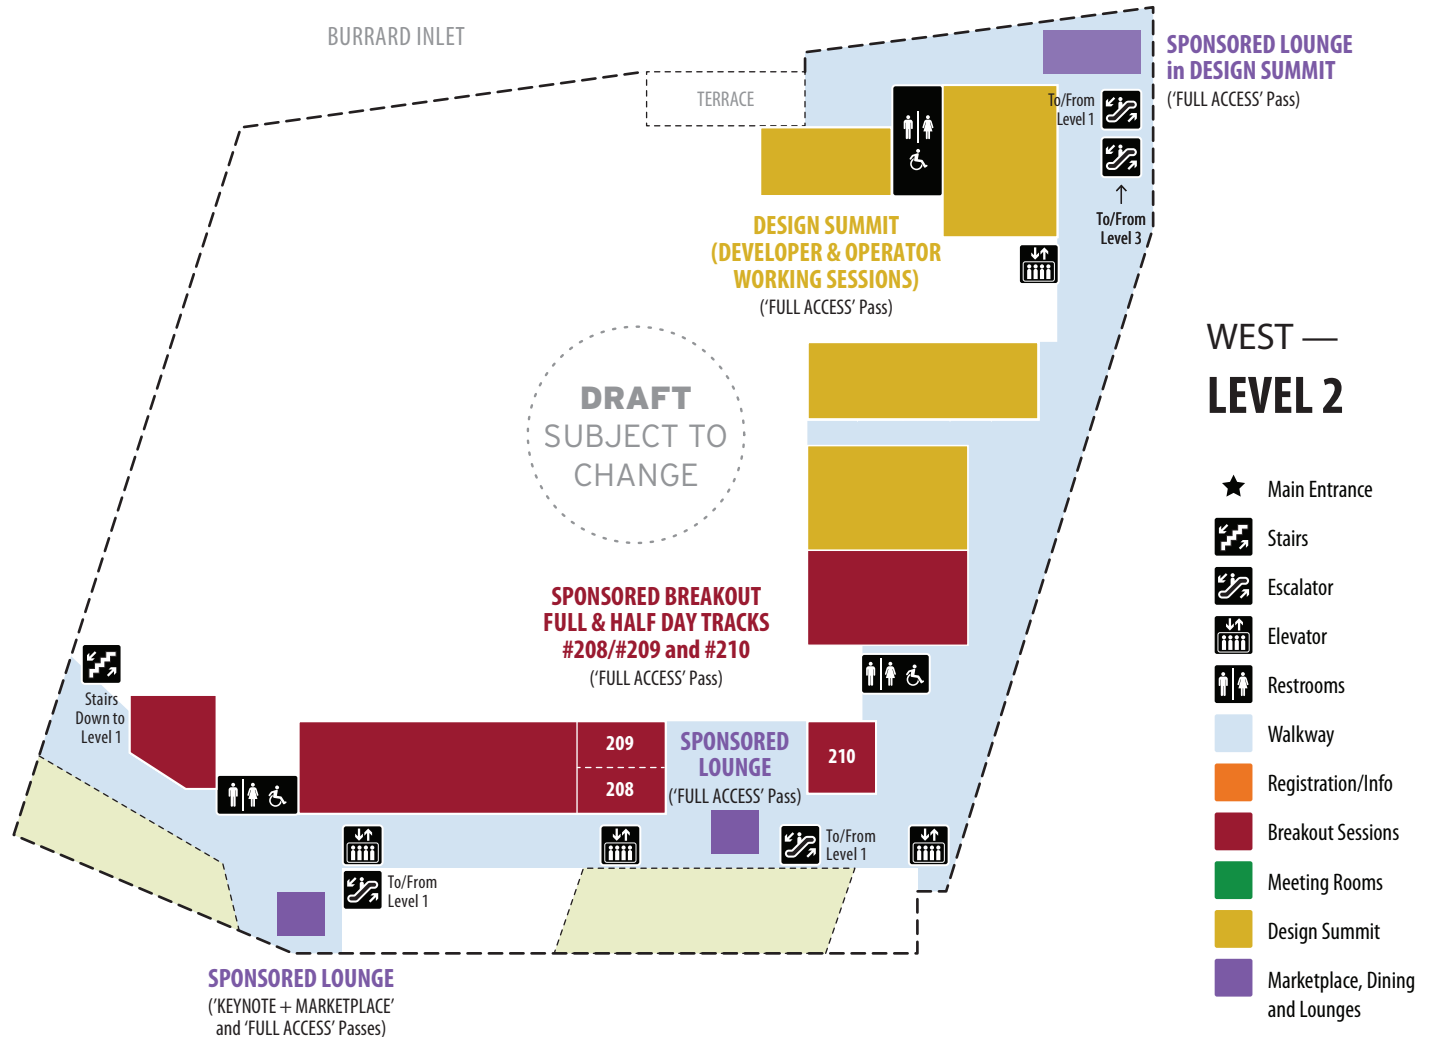 BURRARD INLET
TERRACE
SPONSORED LOUNGE
in DESIGN SUMMIT
('FULL ACCESS' Pass)
To/From
Level 1
To/From
Level 3
DESIGN SUMMIT
(DEVELOPER & OPERATOR
WORKING SESSIONS)
('FULL ACCESS' Pass)
DRAFT
SUBJECT TO
CHANGE
SPONSORED BREAKOUT
FULL & HALF DAY TRACKS
#208/#209 and #210
('FULL ACCESS' Pass)
Stairs
Down to
Level 1
209
208
SPONSORED
LOUNGE
('FULL ACCESS' Pass)
210
To/From
Level 1
To/From
Level 1
SPONSORED LOUNGE
('KEYNOTE + MARKETPLACE'
and 'FULL ACCESS' Passes)
WEST —
LEVEL 2
Main Entrance
Stairs
Escalator
Elevator
Restrooms
Walkway
Registration/Info
Breakout Sessions
Meeting Rooms
Design Summit
Marketplace, Dining
and Lounges